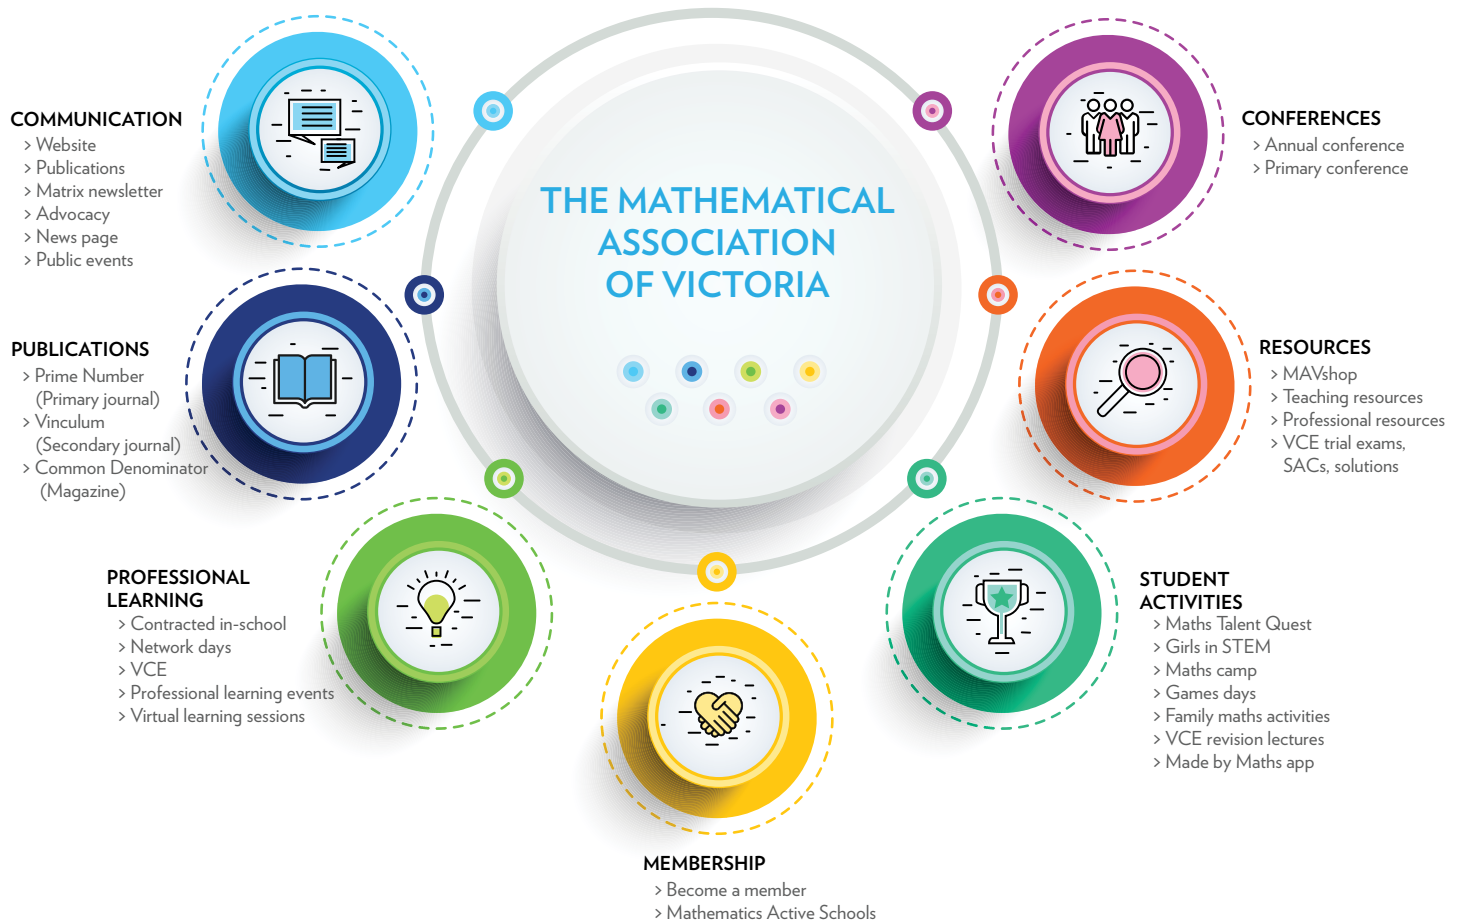 THE MATHEMATICAL
ASSOCIATION
OF VICTORIA
COMMUNICATION
> Website
> Publications
> Matrix newsletter
> Advocacy
> News page
> Public events
PUBLICATIONS
> Prime Number
(Primary journal)
> Vinculum
(Secondary journal)
> Common Denominator
(Magazine)
PROFESSIONAL
LEARNING
> Contracted in-school
> Network days
> VCE
> Professional learning events
> Virtual learning sessions
MEMBERSHIP
> Become a member
> Mathematics Active Schools
STUDENT
ACTIVITIES
> Maths Talent Quest
> Girls in STEM
> Maths camp
> Games days
> Family maths activities
> VCE revision lectures
> Made by Maths app
RESOURCES
> MAVshop
> Teaching resources
> Professional resources
> VCE trial exams,
SACs, solutions
CONFERENCES
> Annual conference
> Primary conference